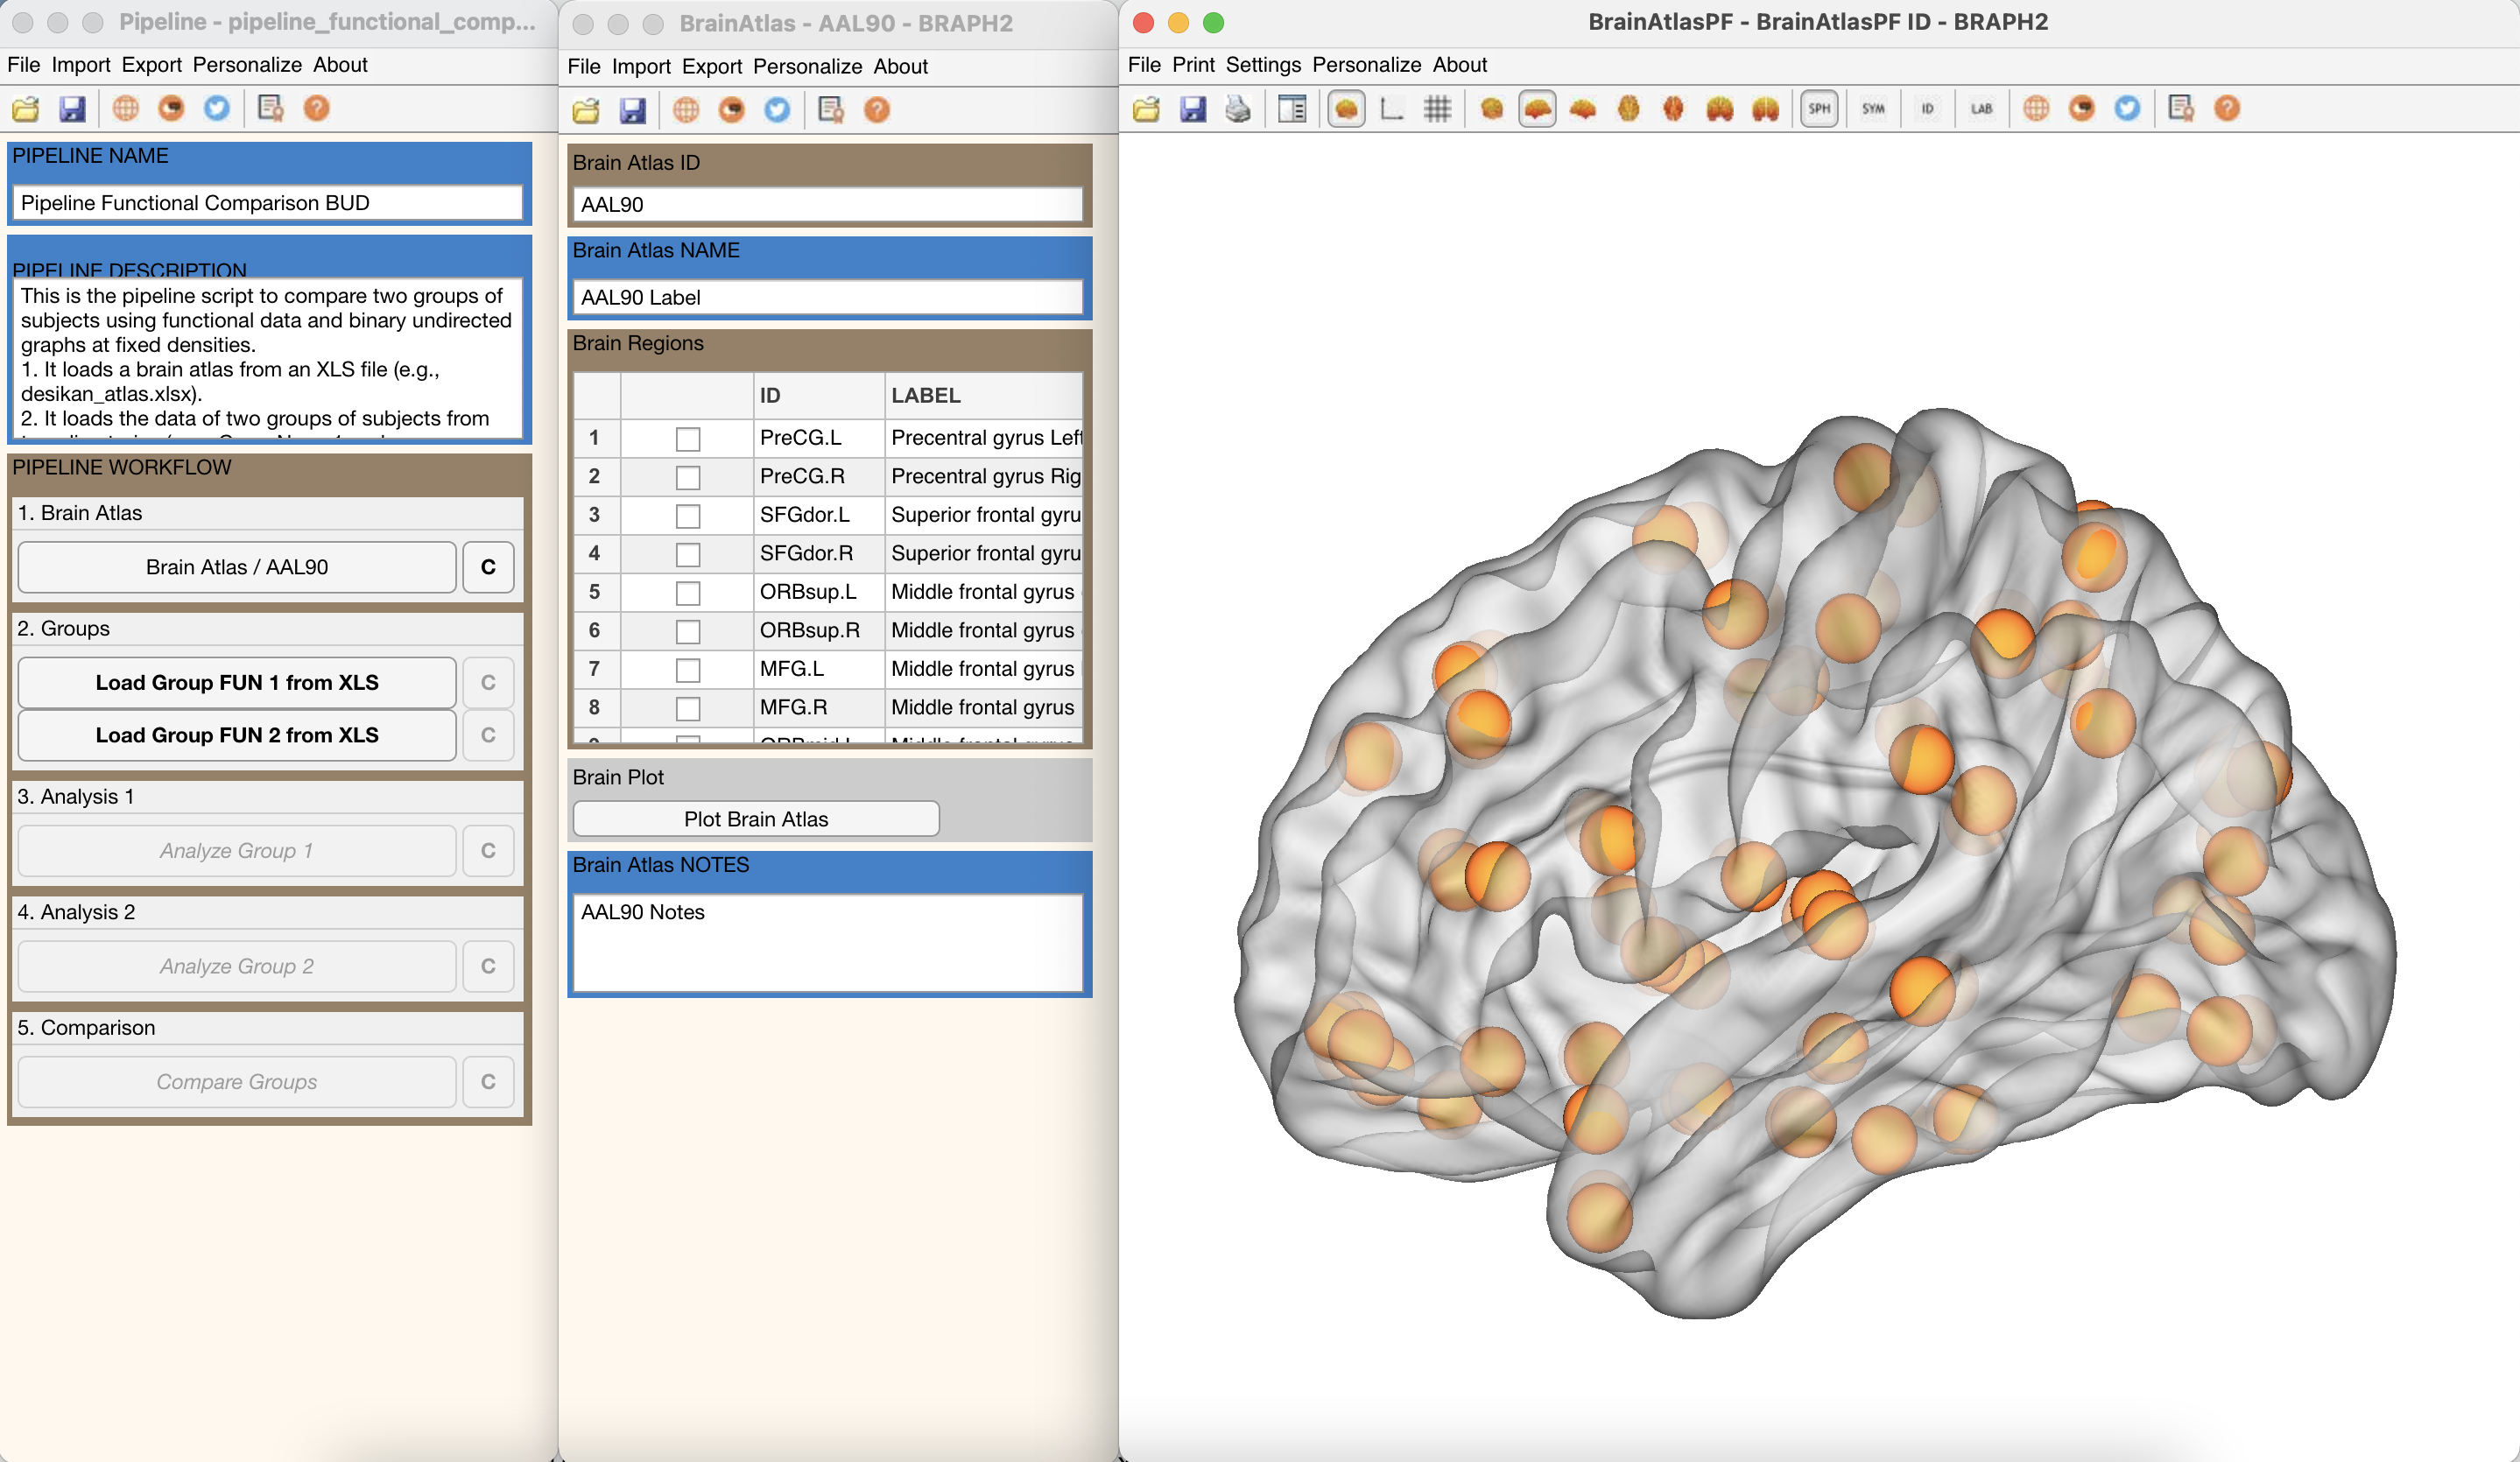 Pipeline - pipeline_functional_comp...
File Import Export Personalize About
PIPELINE NAME
Pipeline Functional Comparison BUD
PIPELINE DESCRIPTION
This is the pipeline script to compare two groups of
subjects using functional data and binary undirected
graphs at fixed densities.
1. It loads a brain atlas from an XLS file (e.g.,
desikan_atlas.xlsx).
2. It loads the data of two groups of subjects from
PIPELINE WORKFLOW
1. Brain Atlas
Brain Atlas / AAL90 C
2. Groups
Load Group FUN 1 from XLS C
Load Group FUN 2 from XLS C
3. Analysis 1
Analyze Group 1 C
4. Analysis 2
Analyze Group 2 C
5. Comparison
Compare Groups C
BrainAtlas - AAL90 - BRAPH2
File Import Export Personalize About
Brain Atlas ID
AAL90
Brain Atlas NAME
AAL90 Label
Brain Regions
ID LABEL
1 PreCG.L Precentral gyrus Left
2 PreCG.R Precentral gyrus Rig
3 SFGdor.L Superior frontal gyru
4 SFGdor.R Superior frontal gyru
5 ORBsup.L Middle frontal gyrus
6 ORBsup.R Middle frontal gyrus
7 MFG.L Middle frontal gyrus
8 MFG.R Middle frontal gyrus
Brain Plot
Plot Brain Atlas
Brain Atlas NOTES
AAL90 Notes
BrainAtlasPF - BrainAtlasPF ID - BRAPH2
File Print Settings Personalize About
SPH SYM ID LAB